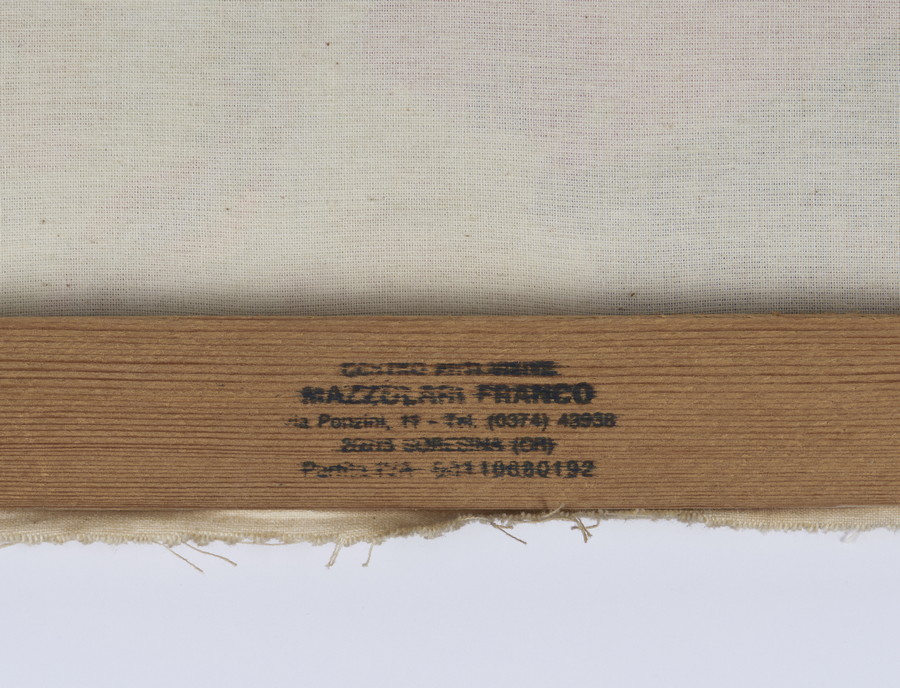 CENTRO
MAZZOLARI FRANCO
Via Ponzini, 11 - Tel. (0374) 43938
SORESINA (CR)
Partita IVA